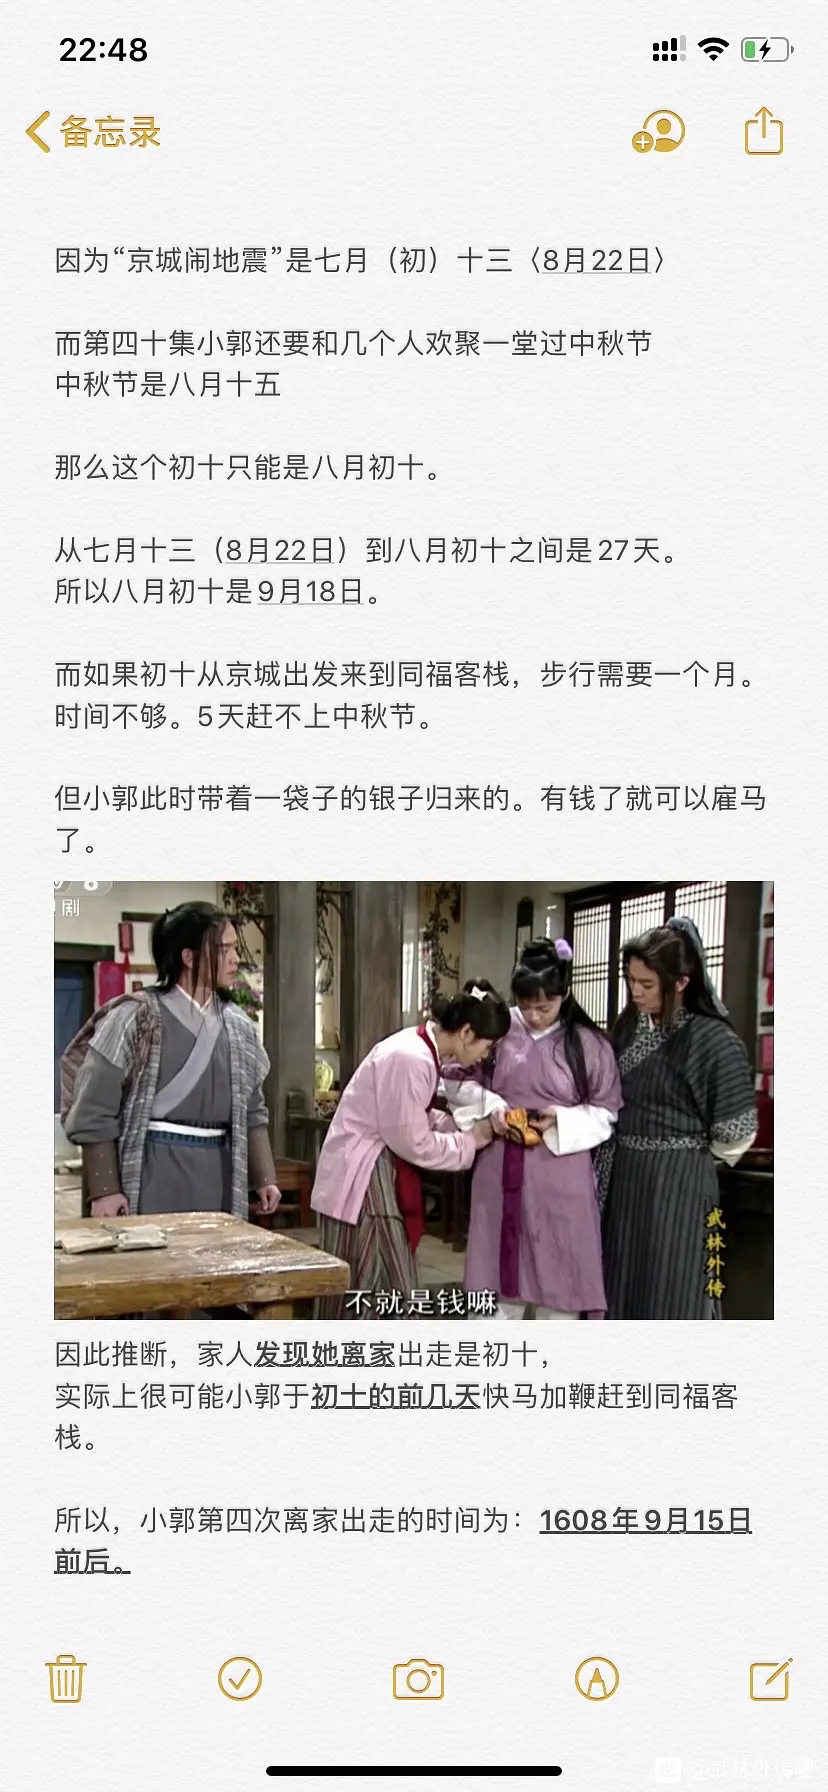 22:48
备忘录
因为“京城闹地震”是七月（初）十三〈8月22日〉
而第四十集小郭还要和几个人欢聚一堂过中秋节
中秋节是八月十五
那么这个初十只能是八月初十。
从七月十三（8月22日）到八月初十之间是27天。
所以八月初十是9月18日。
而如果初十从京城出发来到同福客栈，步行需要一个月。
时间不够。5天赶不上中秋节。
但小郭此时带着一袋子的银子归来的。有钱了就可以雇马
了。
剧
武林外传
不就是钱嘛
因此推断，家人发现她离家出走是初十，
实际上很可能小郭于初十的前几天快马加鞭赶到同福客
栈。
所以，小郭第四次离家出走的时间为：1608年9月15日
前后。